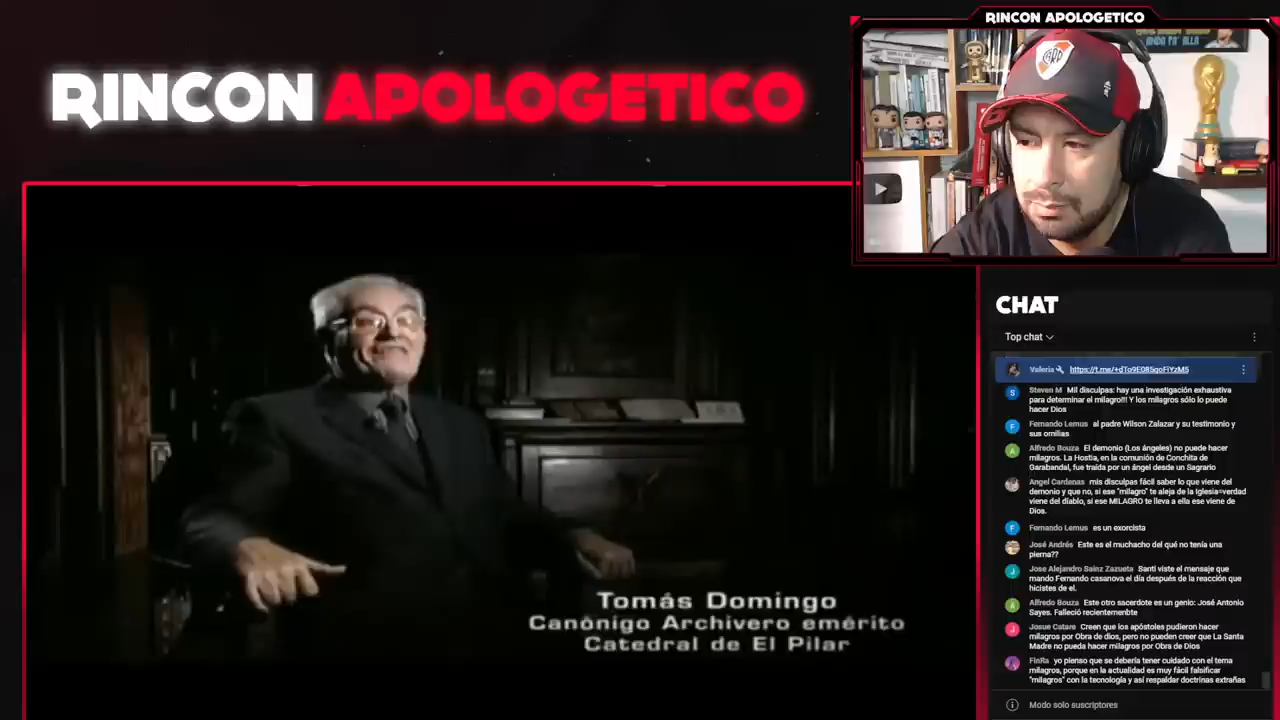 RINCON APOLOGETICO
RINCON APOLOGETICO
Tomás Domingo
Canónigo Archivero emérito
Catedral de El Pilar
CHAT
Top chat
Valeria https://t.me/+dTo9E085qoFiYzM5
Steven M Mil disculpas: hay una investigación exhaustiva
para determinar el milagro!!! Y los milagros sólo lo puede
hacer Dios
Fernando Lemus al padre Wilson Zalazar y su testimonio y
sus omilias
Alfredo Bouza El demonio (Los ángeles) no puede hacer
milagros. La Hostia, en la comunión de Conchita de
Garabandal, fue traída por un ángel desde un Sagrario
Angel Cardenas mis disculpas fácil saber lo que viene del
demonio y que no, si ese "milagro" te aleja de la Iglesia=verdad
viene del diablo, si ese MILAGRO te lleva a ella ese viene de
Dios.
Fernando Lemus es un exorcista
José Andrés Este es el muchacho del qué no tenía una
pierna??
Jose Alejandro Sainz Zazueta Santi viste el mensaje que
mando Fernando casanova el día después de la reacción que
hicistes de el.
Alfredo Bouza Este otro sacerdote es un genio: José Antonio
Sayes. Falleció recientemenbte
Josue Catare Creen que los apóstoles pudieron hacer
milagros por Obra de dios, pero no pueden creer que La Santa
Madre no pueda hacer milagros por Obra de Dios
FinRa yo pienso que se debería tener cuidado con el tema
milagros, porque en la actualidad es muy fácil falsificar
"milagros" con la tecnología y así respaldar doctrinas extrañas
Modo solo suscriptores